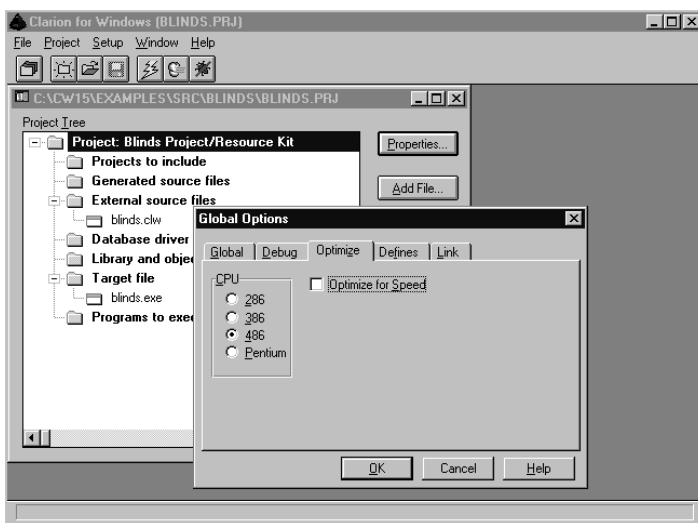 Clarion for Windows (BLINDS.PRJ)
File Project Setup Window Help
C:\CW15\EXAMPLES\SRC\BLINDS\BLINDS.PRJ
Project Tree
Project: Blinds Project/Resource Kit
Properties...
Projects to include
Generated source files
Add File...
External source files
blinds.clw
Global Options
Database driver
Global Debug Optimize Defines Link
Library and objec
Target file
CPU
Optimize for Speed
blinds.exe
286
Programs to exec
386
486
Pentium
OK Cancel Help